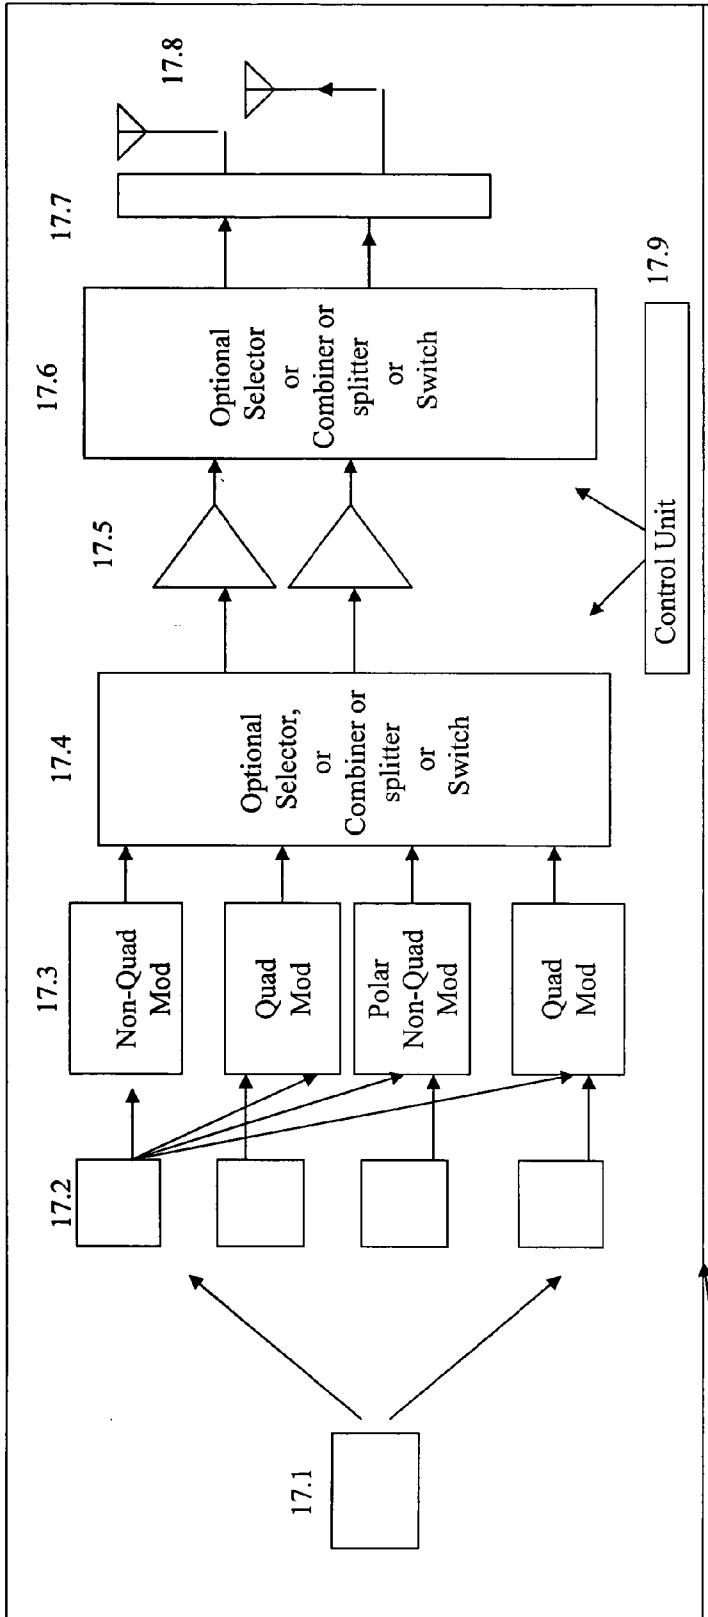 17.1
17.2
17.3
Non-Quad
Mod
Quad
Mod
Polar
Non-Quad
Mod
Quad
Mod
17.4
Optional
Selector,
or
Combiner or
splitter
or
Switch
17.5
17.6
Optional
Selector
or
Combiner or
splitter
or
Switch
17.7
17.8
Control Unit
17.9